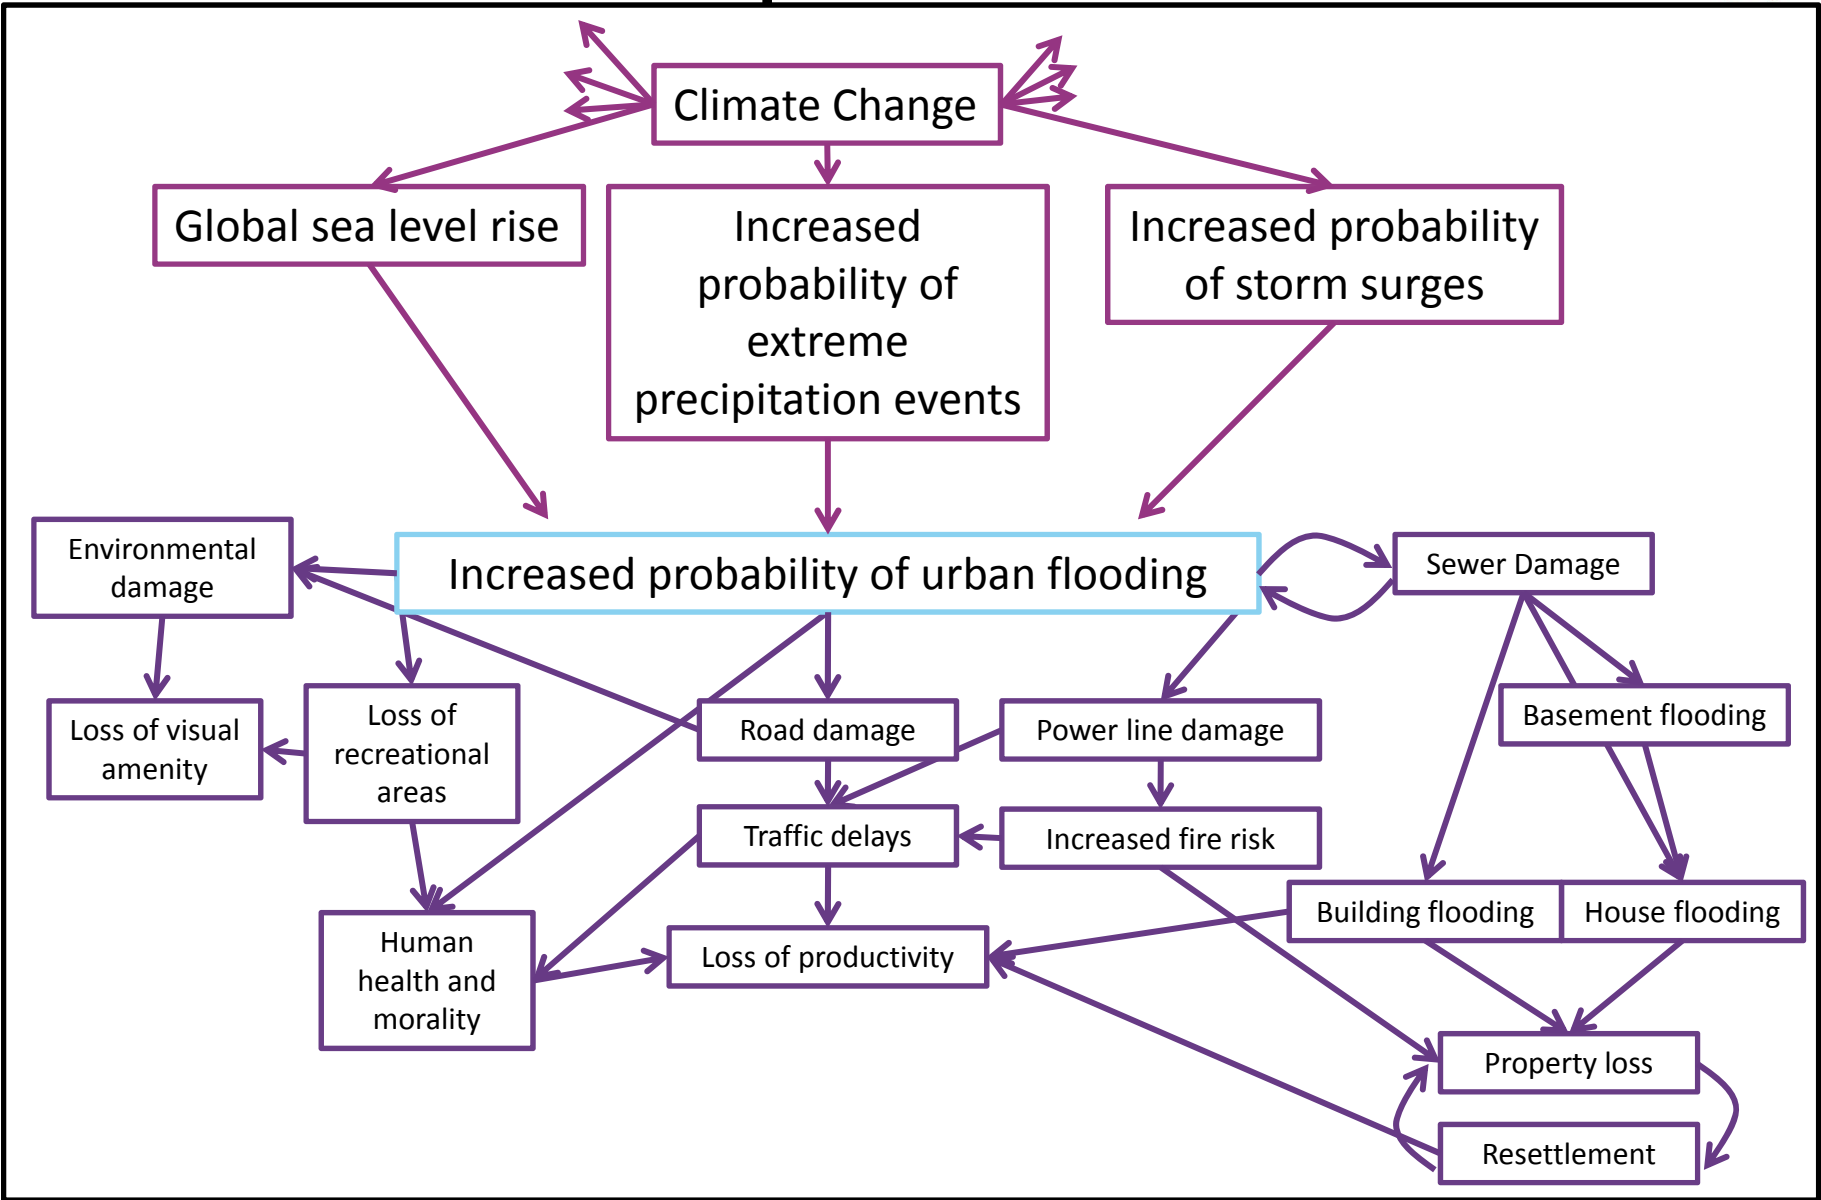 Climate Change
Global sea level rise
Increased
probability of
extreme
precipitation events
Increased probability
of storm surges
Environmental
damage
Increased probability of urban flooding
Sewer Damage
Loss of visual
amenity
Loss of
recreational
areas
Road damage
Power line damage
Basement flooding
Traffic delays
Increased fire risk
Human
health and
morality
Loss of productivity
Building flooding
House flooding
Property loss
Resettlement